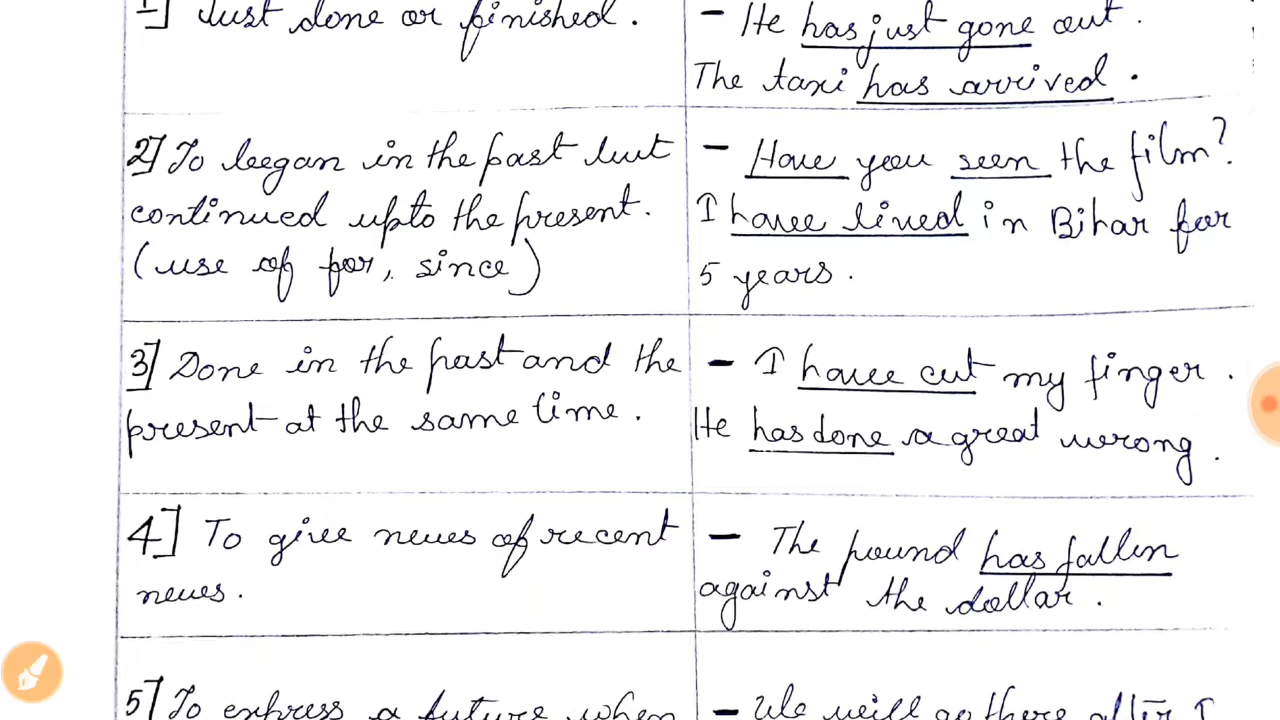 1] Just done or finished.
- He has just gone out.
The taxi has arrived.
2] To began in the past but
continued upto the present.
(use of for, since)
- Have you seen the film?
I have lived in Bihar for
5 years.
3] Done in the past and the
present at the same time.
- I have cut my finger.
He has done a great wrong.
4] To give news of recent
news.
- The pound has fallen
against the dollar.
5] To express a future when
- We will go there after I